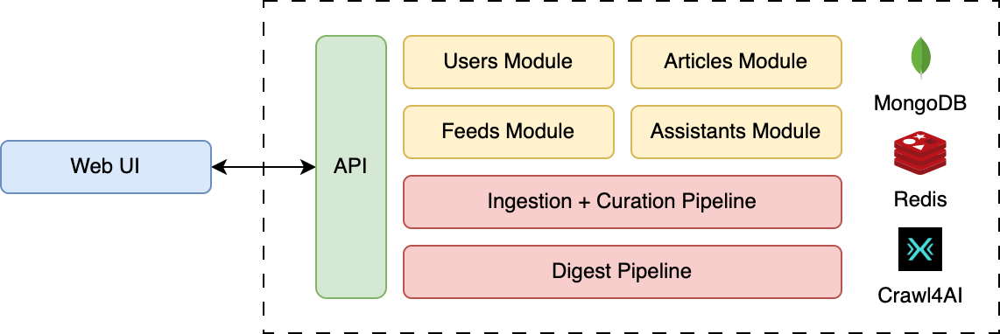 Web UI
API
Users Module
Articles Module
Feeds Module
Assistants Module
Ingestion + Curation Pipeline
Digest Pipeline
MongoDB
Redis
Crawl4AI